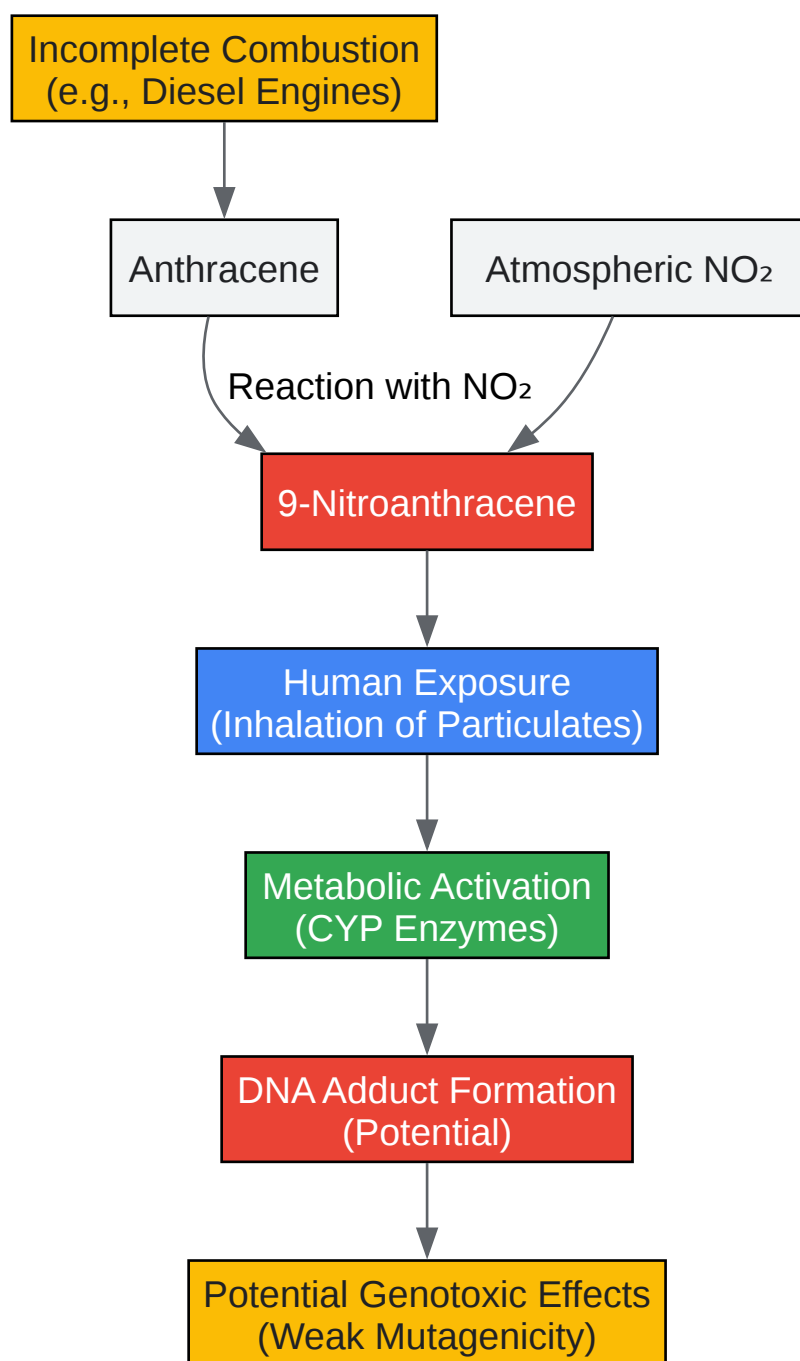 Incomplete Combustion
(e.g., Diesel Engines)
Anthracene
Atmospheric NO₂
Reaction with NO₂
9-Nitroanthracene
Human Exposure
(Inhalation of Particulates)
Metabolic Activation
(CYP Enzymes)
DNA Adduct Formation
(Potential)
Potential Genotoxic Effects
(Weak Mutagenicity)